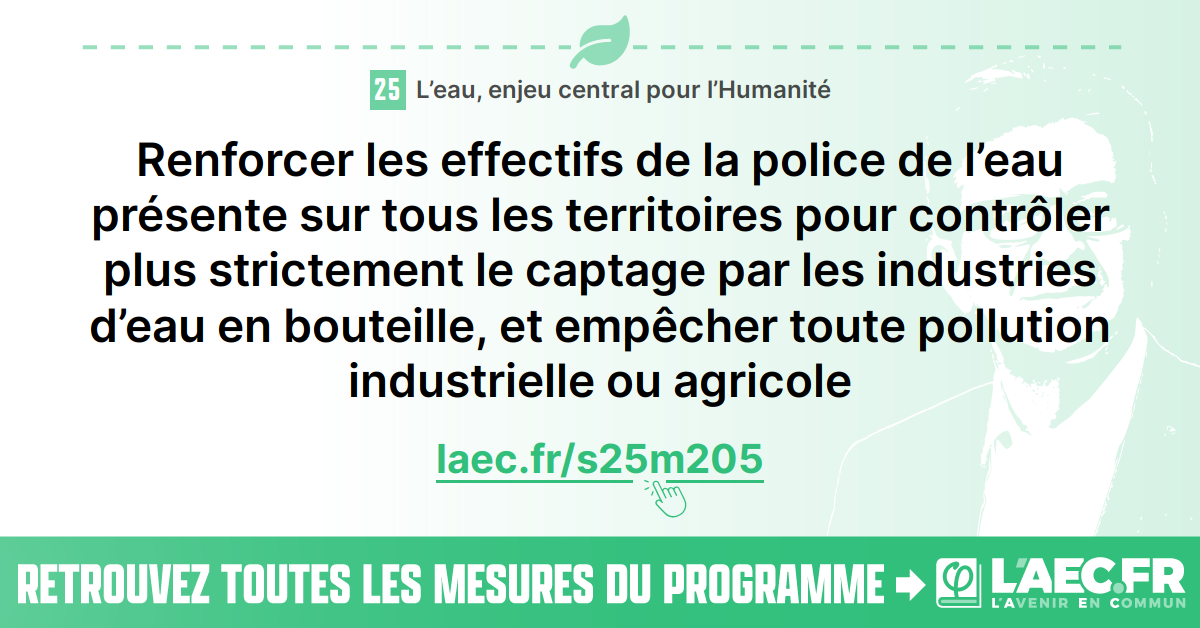 25 L’eau, enjeu central pour l’Humanité
Renforcer les effectifs de la police de l’eau
présente sur tous les territoires pour contrôler
plus strictement le captage par les industries
d’eau en bouteille, et empêcher toute pollution
industrielle ou agricole
laec.fr/s25m205
RETROUVEZ TOUTES LES MESURES DU PROGRAMME
L'AEC.FR
L'AVENIR EN COMMUN